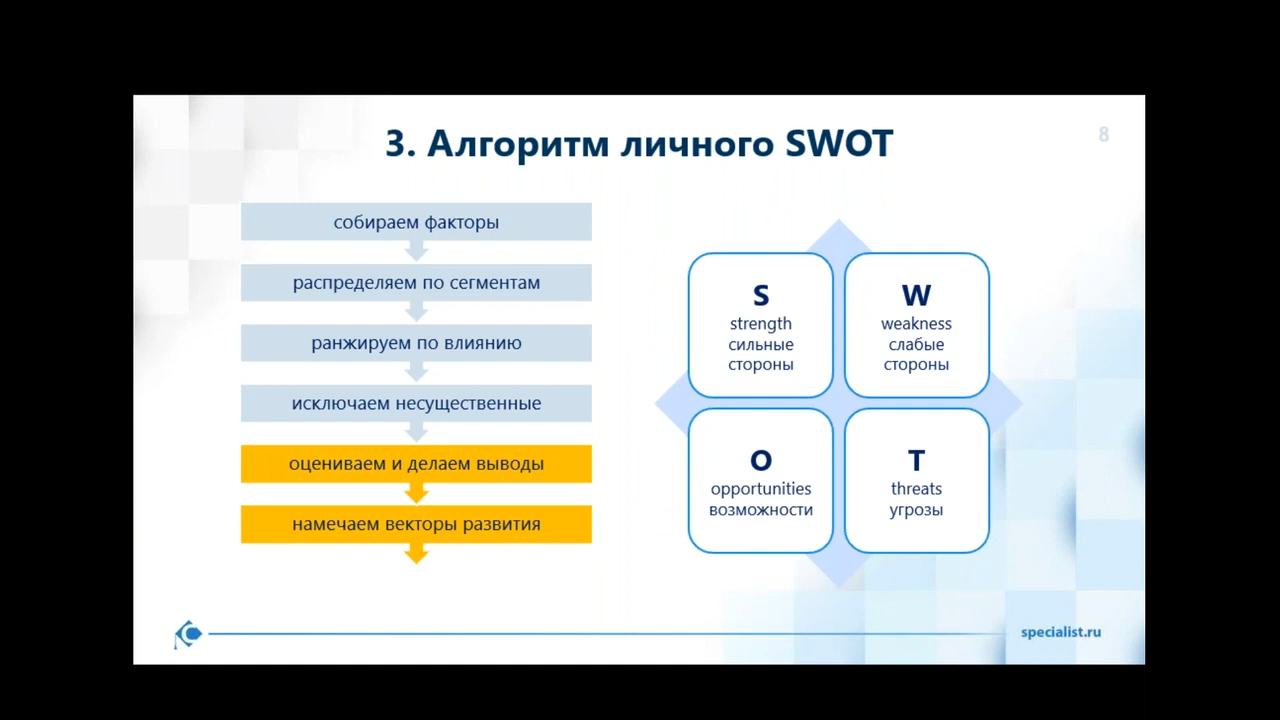 3. Алгоритм личного SWOT
8
собираем факторы
распределяем по сегментам
ранжируем по влиянию
исключаем несущественные
оцениваем и делаем выводы
намечаем векторы развития
S
strength
сильные
стороны
W
weakness
слабые
стороны
O
opportunities
возможности
T
threats
угрозы
specialist.ru